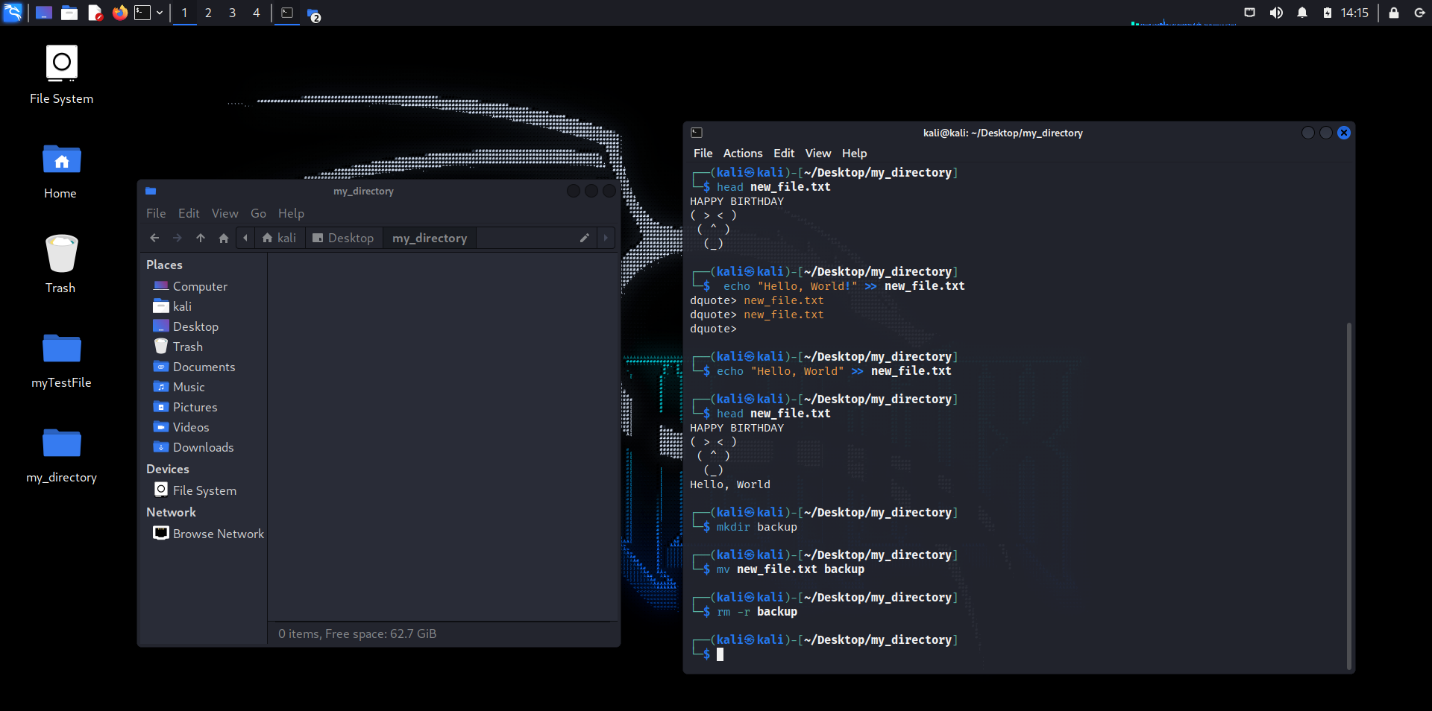 1 2 3 4
2
14:15
File System
Home
Trash
myTestFile
my_directory
my_directory
File Edit View Go Help
kali Desktop my_directory
Places
Computer
kali
Desktop
Trash
Documents
Music
Pictures
Videos
Downloads
Devices
File System
Network
Browse Network
0 items, Free space: 62.7 GiB
kali@kali: ~/Desktop/my_directory
File Actions Edit View Help
┌──(kali㉿kali)-[~/Desktop/my_directory]
└─$ head new_file.txt
HAPPY BIRTHDAY
( > < )
 ( ^ )
  (_)
┌──(kali㉿kali)-[~/Desktop/my_directory]
└─$  echo "Hello, World!" >> new_file.txt
dquote> new_file.txt
dquote> new_file.txt
dquote>
┌──(kali㉿kali)-[~/Desktop/my_directory]
└─$ echo "Hello, World" >> new_file.txt
┌──(kali㉿kali)-[~/Desktop/my_directory]
└─$ head new_file.txt
HAPPY BIRTHDAY
( > < )
 ( ^ )
  (_)
Hello, World
┌──(kali㉿kali)-[~/Desktop/my_directory]
└─$ mkdir backup
┌──(kali㉿kali)-[~/Desktop/my_directory]
└─$ mv new_file.txt backup
┌──(kali㉿kali)-[~/Desktop/my_directory]
└─$ rm -r backup
┌──(kali㉿kali)-[~/Desktop/my_directory]
└─$